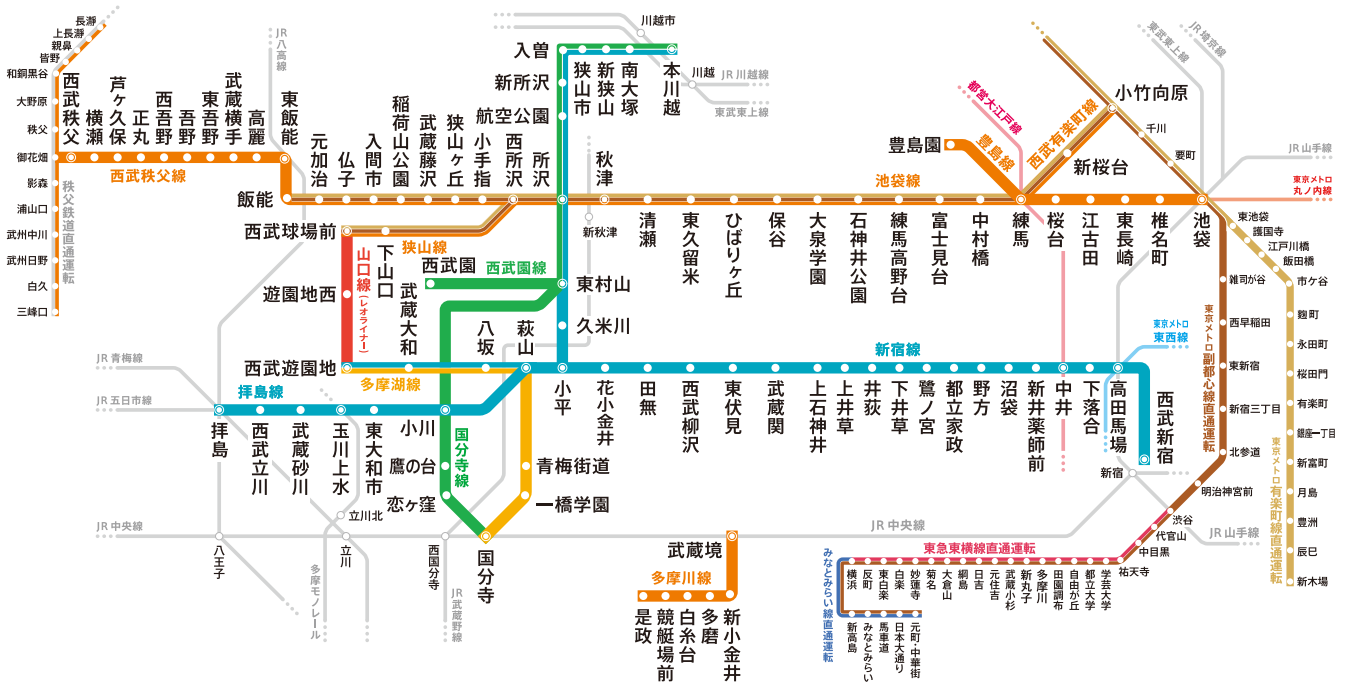 長瀞
上長瀞
親鼻
皆野
和銅黒谷
大野原
秩父
御花畑
影森
浦山口
武州中川
武州日野
白久
三峰口
秩父鉄道直通運転
西武秩父
横瀬
芦ヶ久保
正丸
西吾野
吾野
東吾野
武蔵横手
高麗
東飯能
西武秩父線
JR八高線
飯能
元加治
仏子
入間市
稲荷山公園
武蔵藤沢
狭山ヶ丘
小手指
西所沢
所沢
秋津
新秋津
清瀬
東久留米
ひばりヶ丘
保谷
大泉学園
石神井公園
練馬高野台
富士見台
中村橋
練馬
桜台
江古田
東長崎
椎名町
池袋
池袋線
入曽
新所沢
航空公園
狭山市
新狭山
南大塚
本川越
川越市
川越
JR川越線
東武東上線
豊島園
豊島線
都営大江戸線
西武有楽町線
新桜台
小竹向原
千川
要町
東武東上線
JR埼京線
JR山手線
東京メトロ
丸ノ内線
西武球場前
下山口
狭山線
山口線(レオライナー)
遊園地西
西武遊園地
武蔵大和
八坂
萩山
多摩湖線
西武園
西武園線
東村山
久米川
小平
花小金井
田無
西武柳沢
東伏見
武蔵関
上石神井
上井草
井荻
下井草
鷺ノ宮
都立家政
野方
沼袋
新井薬師前
中井
下落合
高田馬場
西武新宿
新宿線
東京メトロ
東西線
新宿
JR青梅線
JR五日市線
拝島線
拝島
西武立川
武蔵砂川
玉川上水
東大和市
小川
鷹の台
恋ヶ窪
国分寺線
国分寺
青梅街道
一橋学園
立川北
JR中央線
八王子
多摩モノレール
立川
西国分寺
JR武蔵野線
武蔵境
多摩川線
新小金井
多磨
白糸台
競艇場前
是政
JR中央線
JR山手線
東池袋
護国寺
江戸川橋
飯田橋
市ケ谷
麹町
永田町
桜田門
有楽町
銀座一丁目
新富町
月島
豊洲
辰巳
新木場
東京メトロ有楽町線直通運転
雑司が谷
西早稲田
東新宿
新宿三丁目
北参道
明治神宮前
渋谷
東京メトロ副都心線直通運転
代官山
中目黒
祐天寺
学芸大学
都立大学
自由が丘
田園調布
多摩川
新丸子
武蔵小杉
元住吉
日吉
綱島
大倉山
菊名
妙蓮寺
白楽
東白楽
反町
横浜
東急東横線直通運転
みなとみらい線直通運転
新高島
みなとみらい
馬車道
日本大通り
元町・中華街